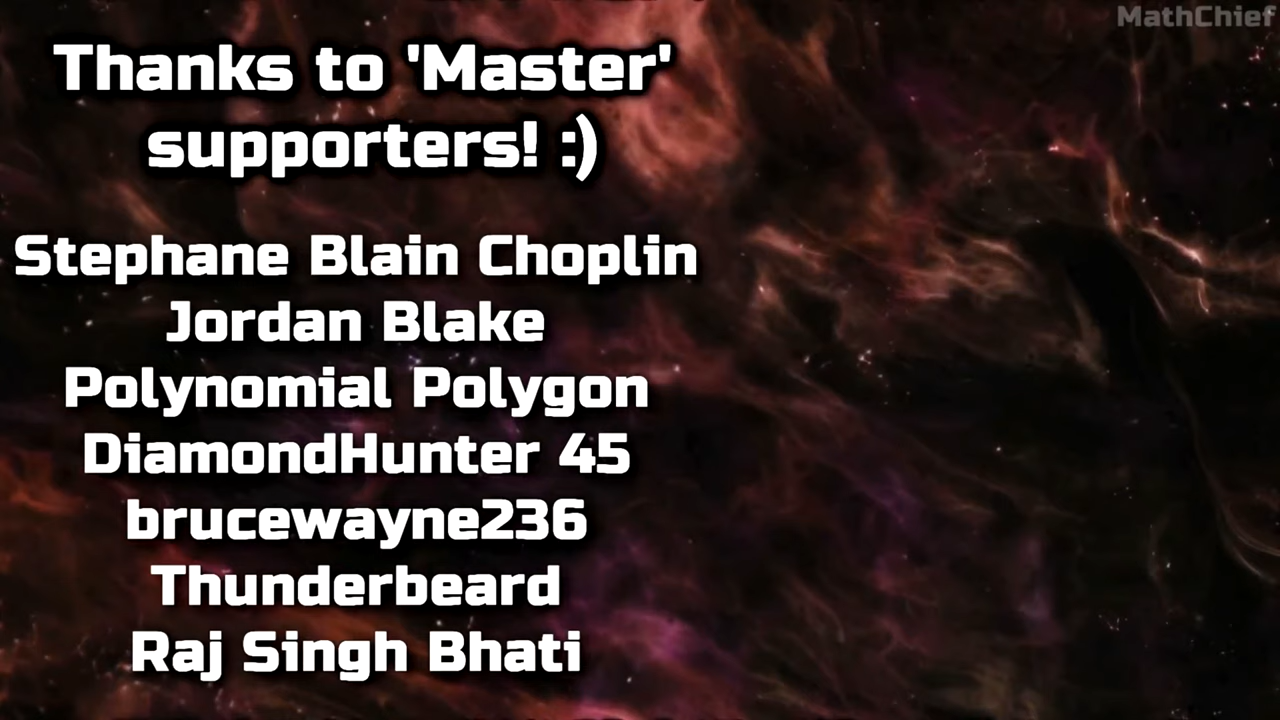 MathChief
Thanks to 'Master'
supporters! :)
Stephane Blain Choplin
Jordan Blake
Polynomial Polygon
DiamondHunter 45
brucewayne236
Thunderbeard
Raj Singh Bhati